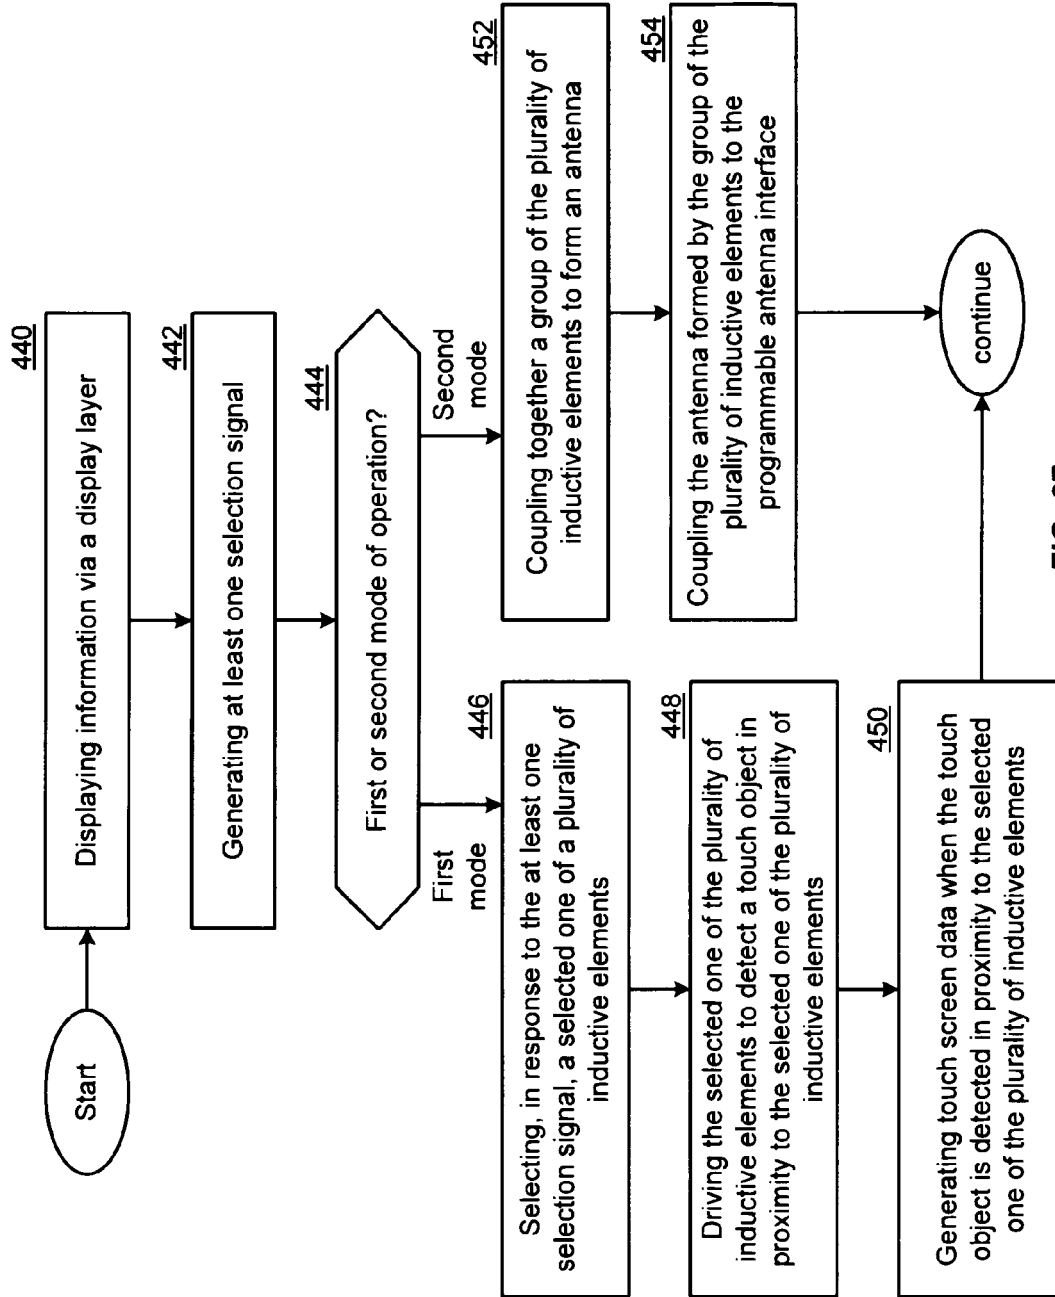 Start
440
Displaying information via a display layer
442
Generating at least one selection signal
444
First or second mode of operation?
First
mode
Second
mode
446
Selecting, in response to the at least one
selection signal, a selected one of a plurality of
inductive elements
448
Driving the selected one of the plurality of
inductive elements to detect a touch object in
proximity to the selected one of the plurality of
inductive elements
450
Generating touch screen data when the touch
object is detected in proximity to the selected
one of the plurality of inductive elements
452
Coupling together a group of the plurality of
inductive elements to form an antenna
454
Coupling the antenna formed by the group of the
plurality of inductive elements to the
programmable antenna interface
continue